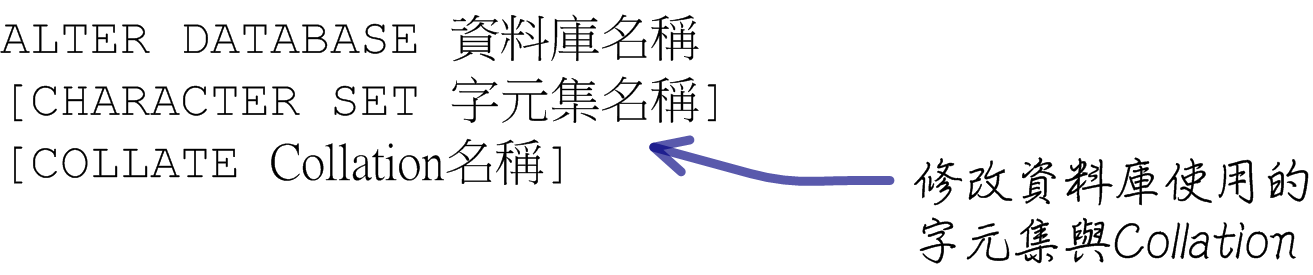 ALTER DATABASE 資料庫名稱
[CHARACTER SET 字元集名稱]
[COLLATE Collation名稱]
修改資料庫使用的
字元集與Collation